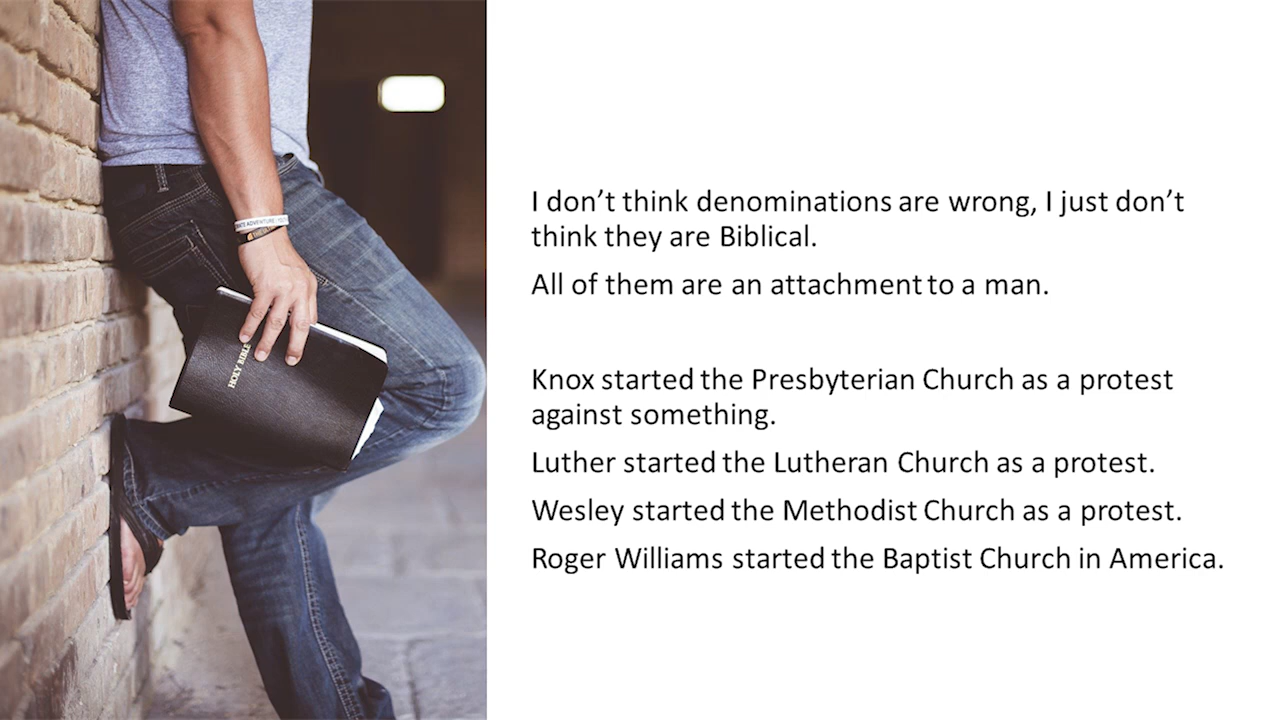 I don’t think denominations are wrong, I just don’t
think they are Biblical.
All of them are an attachment to a man.
Knox started the Presbyterian Church as a protest
against something.
Luther started the Lutheran Church as a protest.
Wesley started the Methodist Church as a protest.
Roger Williams started the Baptist Church in America.
HOLY BIBLE